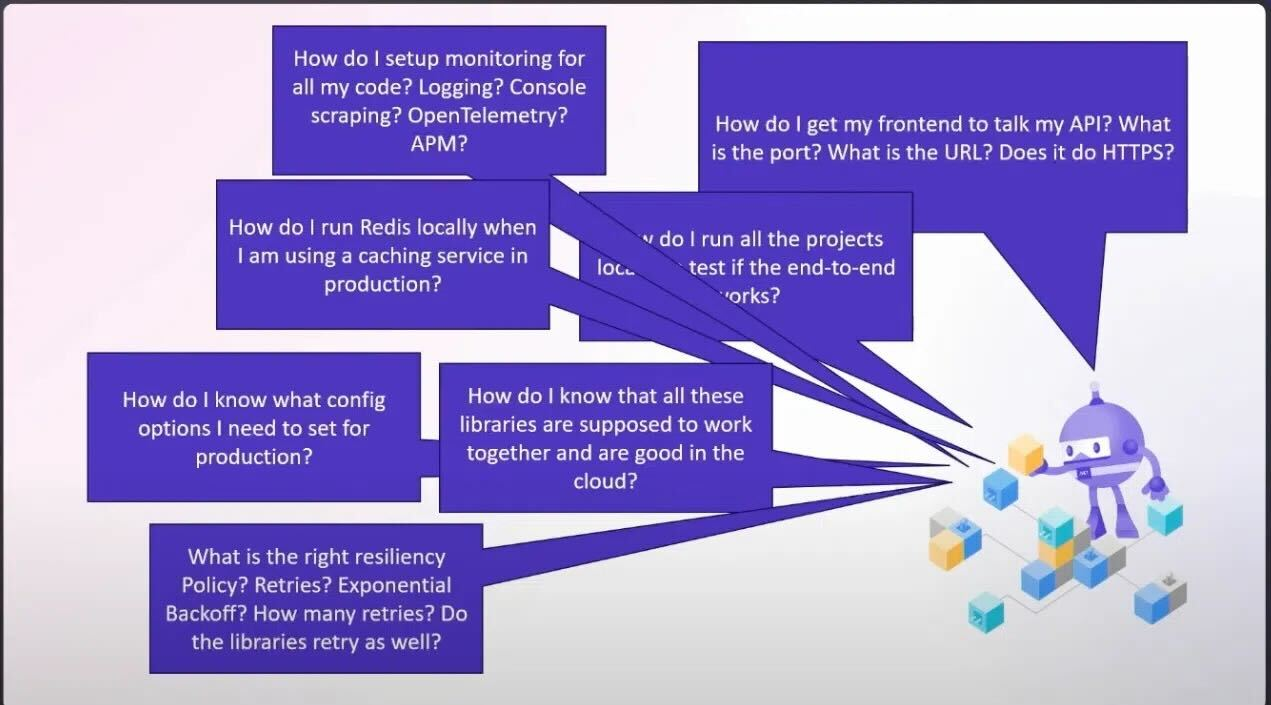 How do I setup monitoring for
all my code? Logging? Console
scraping? OpenTelemetry?
APM?
How do I get my frontend to talk my API? What
is the port? What is the URL? Does it do HTTPS?
How do I run Redis locally when
I am using a caching service in
production?
do I run all the projects
test if the end-to-end
How do I know what config
options I need to set for
production?
How do I know that all these
libraries are supposed to work
together and are good in the
cloud?
What is the right resiliency
Policy? Retries? Exponential
Backoff? How many retries? Do
the libraries retry as well?
.NET